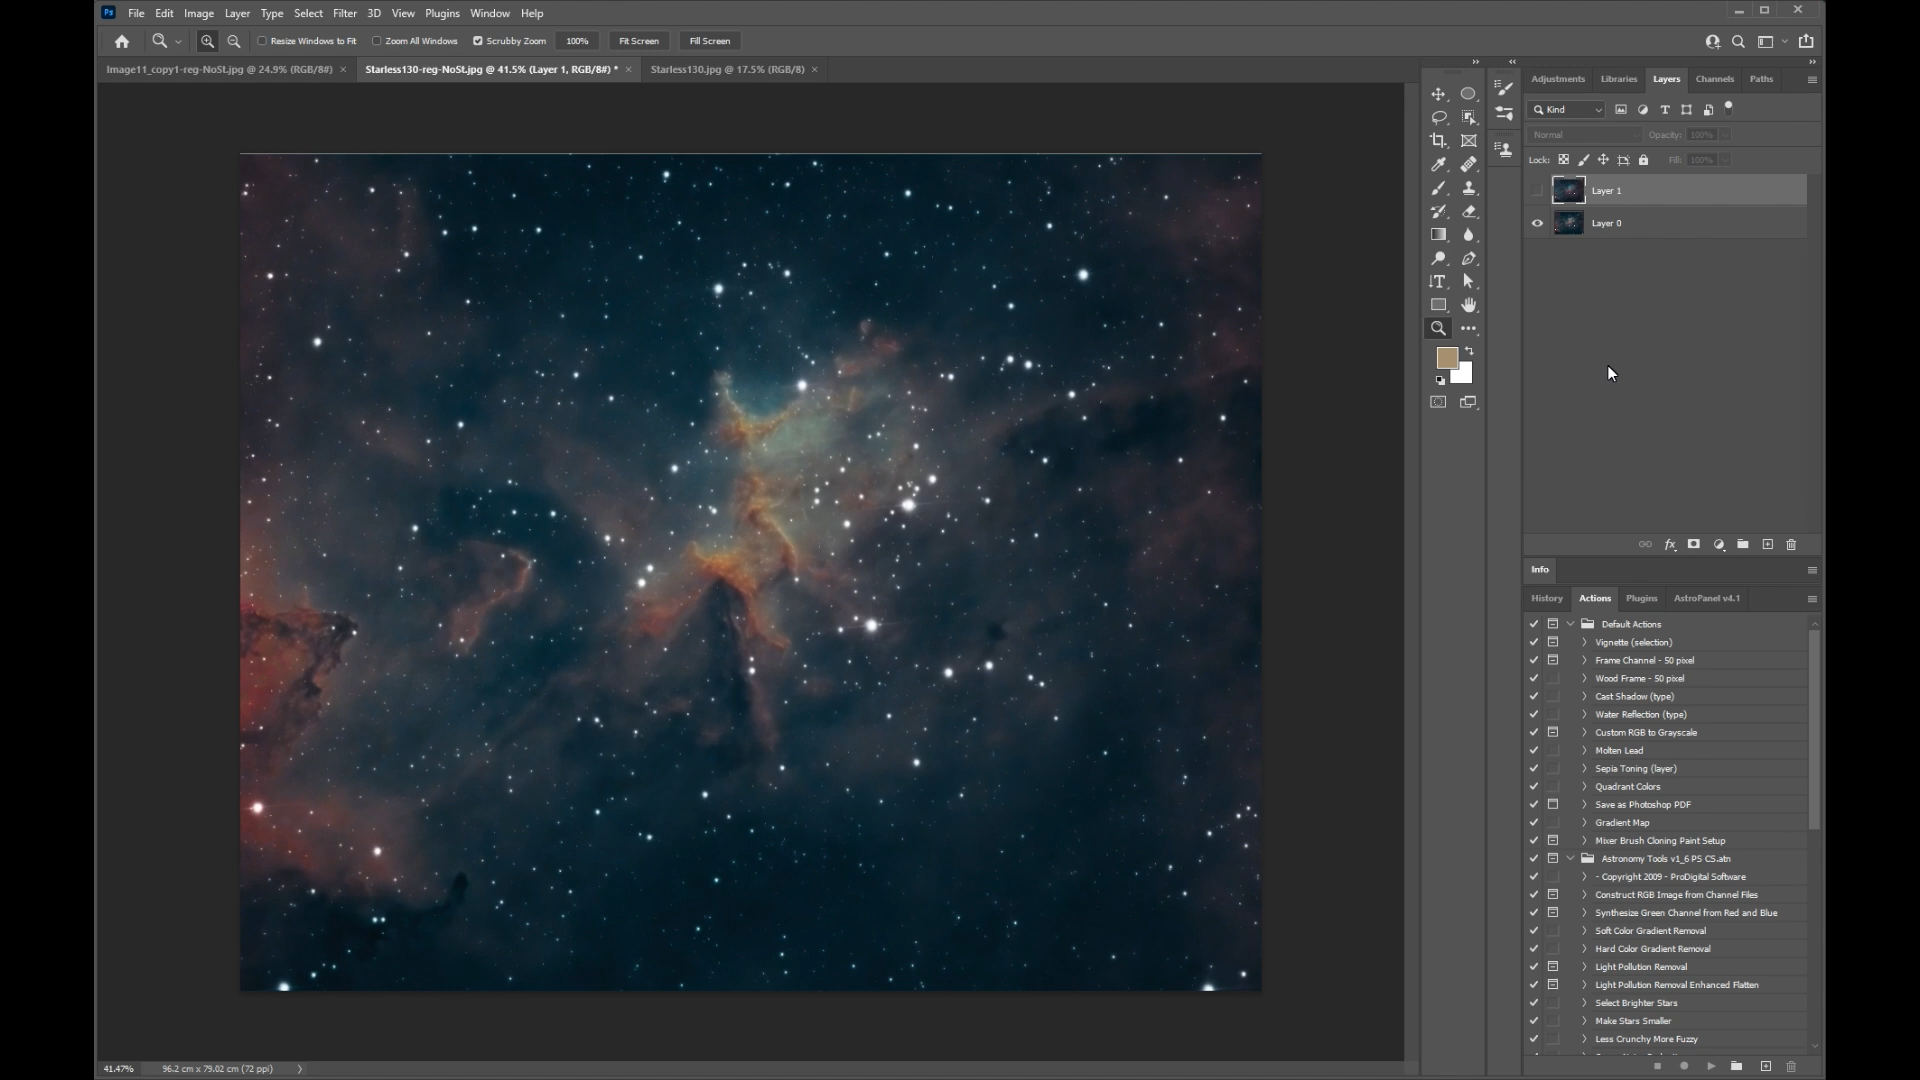 Ps File Edit Image Layer Type Select Filter 3D View Plugins Window Help
Resize Windows to Fit Zoom All Windows Scrubby Zoom 100% Fit Screen Fill Screen
Image11_copy1-reg-NoSt.jpg @ 24.9% (RGB/8#) × Starless130-reg-NoSt.jpg @ 41.5% (Layer 1, RGB/8#) * × Starless130.jpg @ 17.5% (RGB/8) ×
Adjustments Libraries Layers Channels Paths
Kind
Normal Opacity: 100%
Lock: Fill: 100%
Layer 1
Layer 0
Info
History Actions Plugins AstroPanel v4.1
Default Actions
Vignette (selection)
Frame Channel - 50 pixel
Wood Frame - 50 pixel
Cast Shadow (type)
Water Reflection (type)
Custom RGB to Grayscale
Molten Lead
Sepia Toning (layer)
Quadrant Colors
Save as Photoshop PDF
Gradient Map
Mixer Brush Cloning Paint Setup
Astronomy Tools v1_6 PS CS.atn
- Copyright 2009 - ProDigital Software
Construct RGB Image from Channel Files
Synthesize Green Channel from Red and Blue
Soft Color Gradient Removal
Hard Color Gradient Removal
Light Pollution Removal
Light Pollution Removal Enhanced Flatten
Select Brighter Stars
Make Stars Smaller
Less Crunchy More Fuzzy
41.47% 96.2 cm x 79.02 cm (72 ppi)